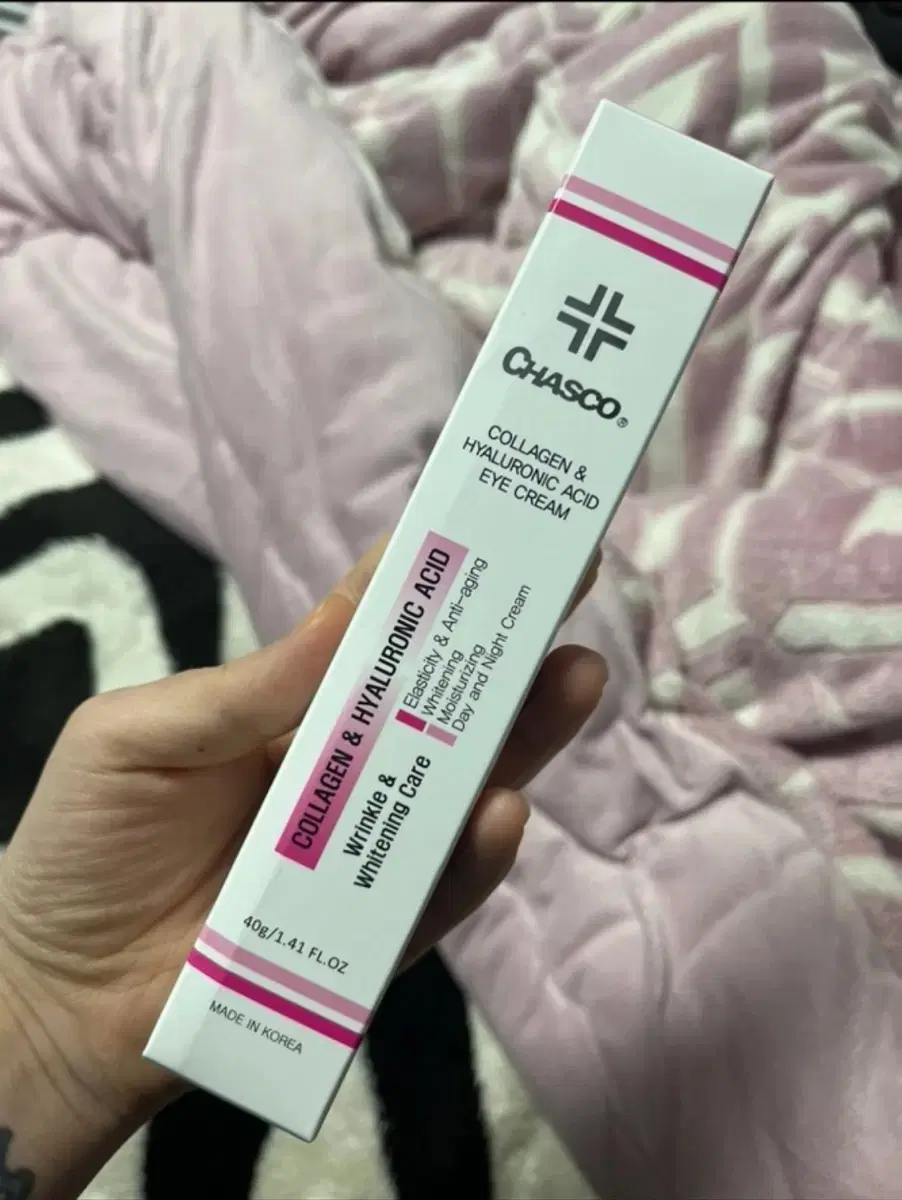 CHASCO®
COLLAGEN &
HYALURONIC ACID
EYE CREAM
COLLAGEN & HYALURONIC ACID
Elasticity & Anti-aging
Whitening
Moisturizing
Day and Night Cream
Wrinkle &
Whitening Care
40g/1.41 FL.OZ
MADE IN KOREA